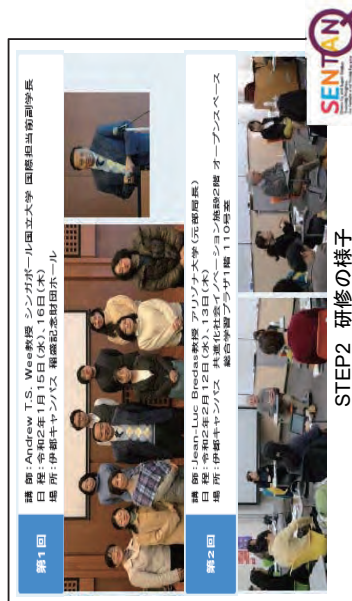 第1回
講 師：Andrew T.S. Wee教授 シンガポール国立大学 国際担当前副学長
日 程：令和2年1月15日（水）、16日（木）
場 所：伊都キャンパス 稲盛記念財団ホール
第2回
講 師：Jean-Luc Bredas教授 アリゾナ大学（元部局長）
日 程：令和2年2月12日（水）、13日（木）
場 所：伊都キャンパス 共進化社会イノベーション施設2階 オープンスペース
総合学習プラザ1階 110号室
STEP2 研修の様子
SENTAN
Q